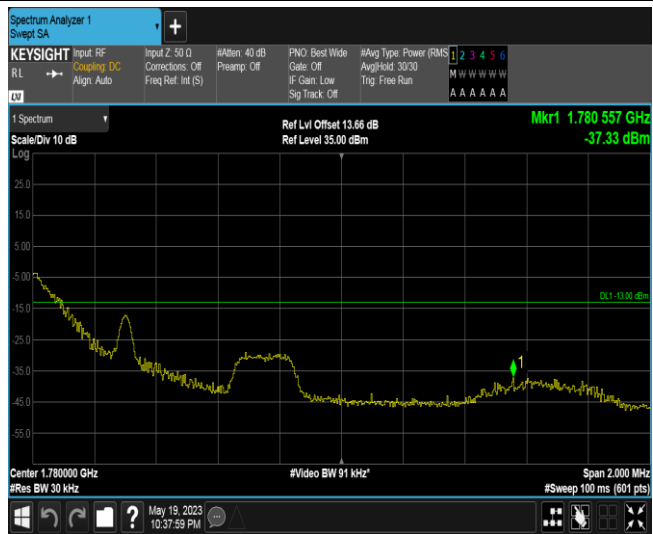 Spectrum Analyzer 1
Swept SA
+
KEYSIGHT
RL
Input: RF
Coupling: DC
Align: Auto
Input Z: 50 Ω
Corrections: Off
Freq Ref: Int (S)
#Atten: 40 dB
Preamp: Off
PNO: Best Wide
Gate: Off
IF Gain: Low
Sig Track: Off
#Avg Type: Power (RMS
Avg|Hold: 30/30
Trig: Free Run
1 2 3 4 5 6
M W W W W W
A A A A A A
1 Spectrum
Scale/Div 10 dB
Ref Lvl Offset 13.66 dB
Ref Level 35.00 dBm
Mkr1 1.780 557 GHz
-37.33 dBm
Log
25.0
15.0
5.00
-5.00
DL1 -13.00 dBm
-15.0
-25.0
1
-35.0
-45.0
-55.0
Center 1.780000 GHz
#Res BW 30 kHz
#Video BW 91 kHz*
Span 2.000 MHz
#Sweep 100 ms (601 pts)
?
May 19, 2023
10:37:59 PM